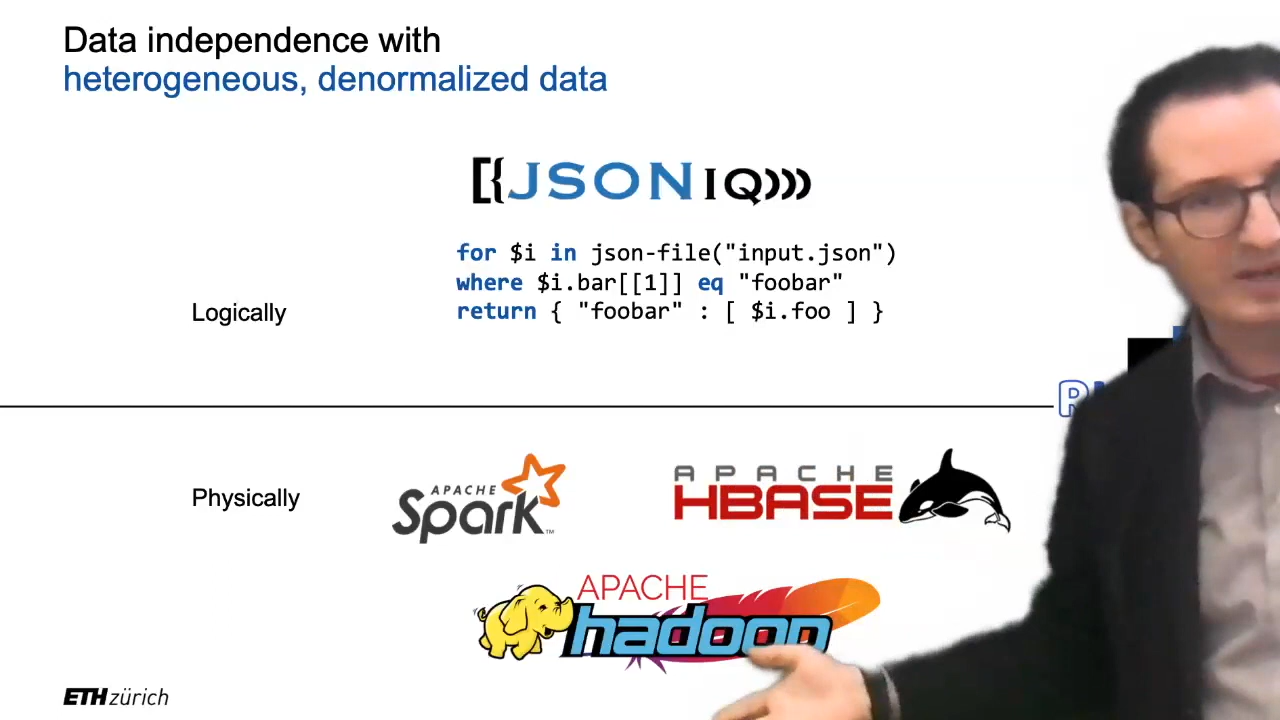 Data independence with
heterogeneous, denormalized data
[{JSONIQ)))
for $i in json-file("input.json")
where $i.bar[[1]] eq "foobar"
return { "foobar" : [ $i.foo ] }
Logically
Physically
APACHE
Spark™
APACHE
HBASE
APACHE
hadoop
ETH zürich